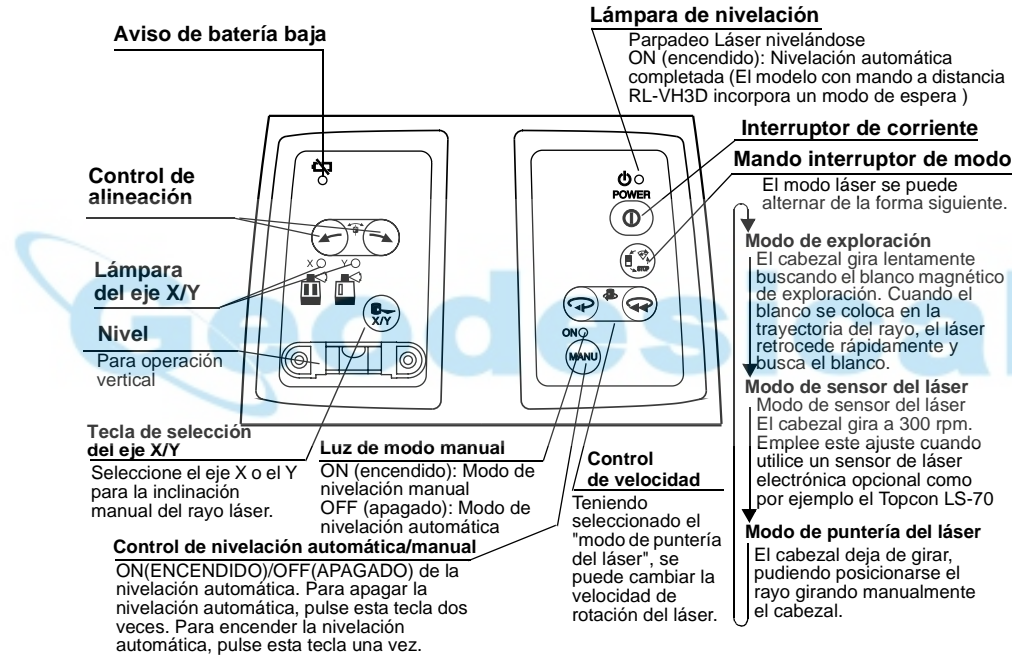 Aviso de batería baja
Lámpara de nivelación
Parpadeo Láser nivelándose
ON (encendido): Nivelación automática
completada (El modelo con mando a distancia
RL-VH3D incorpora un modo de espera )
Interruptor de corriente
Mando interruptor de modo
El modo láser se puede
alternar de la forma siguiente.
Modo de exploración
El cabezal gira lentamente
buscando el blanco magnético
de exploración. Cuando el
blanco se coloca en la
trayectoria del rayo, el láser
retrocede rápidamente y
busca el blanco.
Modo de sensor del láser
Modo de sensor del láser
El cabezal gira a 300 rpm.
Emplee este ajuste cuando
utilice un sensor de láser
electrónica opcional como
por ejemplo el Topcon LS-70
Modo de puntería del láser
El cabezal deja de girar,
pudiendo posicionarse el
rayo girando manualmente
el cabezal.
Control de
alineación
Lámpara
del eje X/Y
Nivel
Para operación
vertical
X Y
X/Y
POWER
STOP
ON
MANU
Tecla de selección
del eje X/Y
Seleccione el eje X o el Y
para la inclinación
manual del rayo láser.
Luz de modo manual
ON (encendido): Modo de
nivelación manual
OFF (apagado): Modo de
nivelación automática
Control
de velocidad
Teniendo
seleccionado el
"modo de puntería
del láser", se
puede cambiar la
velocidad de
rotación del láser.
Control de nivelación automática/manual
ON(ENCENDIDO)/OFF(APAGADO) de la
nivelación automática. Para apagar la
nivelación automática, pulse esta tecla dos
veces. Para encender la nivelación
automática, pulse esta tecla una vez.
Geodesical